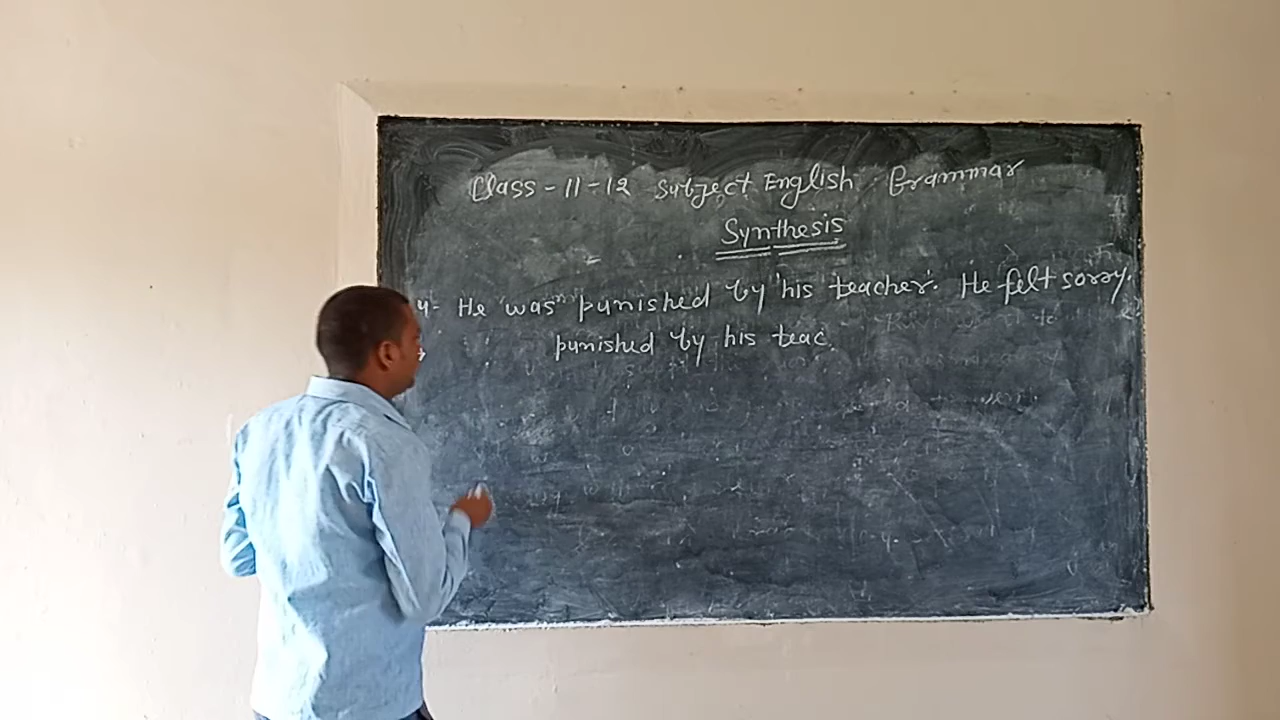 Class - 11 - 12 Subject English Grammar
Synthesis
4- He was punished by his teacher. He felt sorry.
punished by his teac